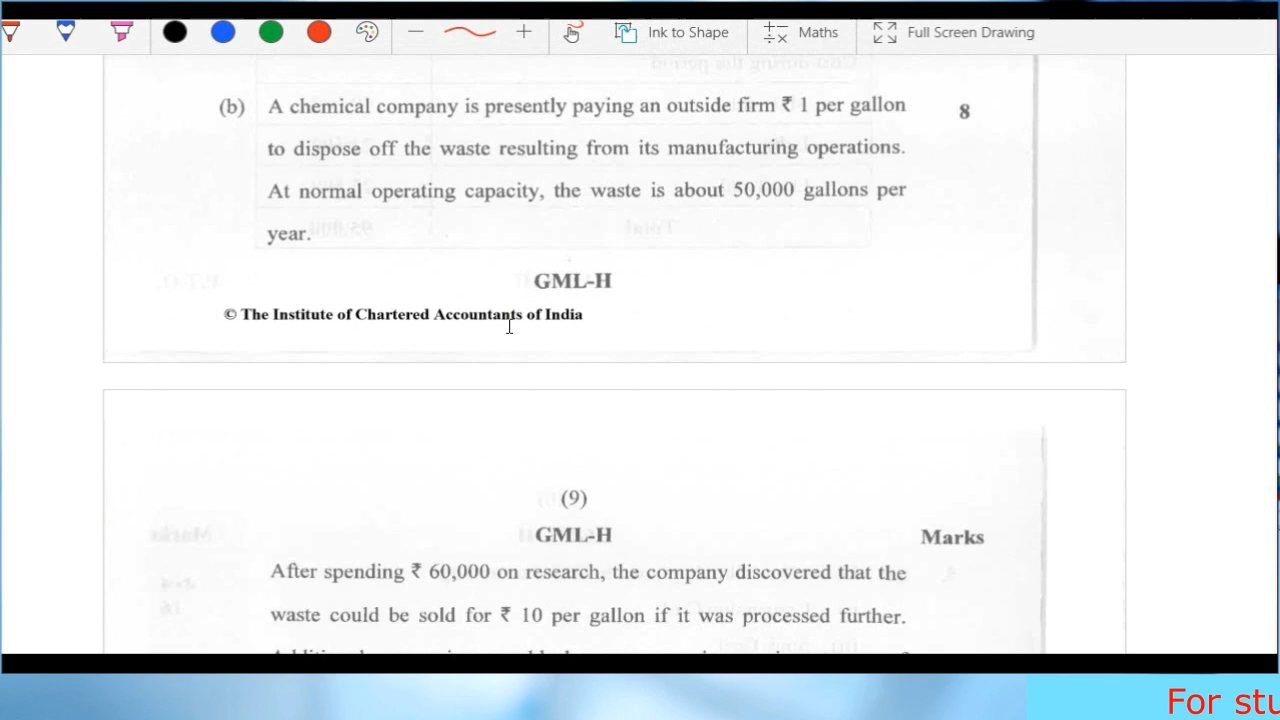 Ink to Shape
Maths
Full Screen Drawing
(b) A chemical company is presently paying an outside firm ₹ 1 per gallon 8
to dispose off the waste resulting from its manufacturing operations.
At normal operating capacity, the waste is about 50,000 gallons per
year.
GML-H
© The Institute of Chartered Accountants of India
(9)
GML-H
Marks
After spending ₹ 60,000 on research, the company discovered that the
waste could be sold for ₹ 10 per gallon if it was processed further.
For stu